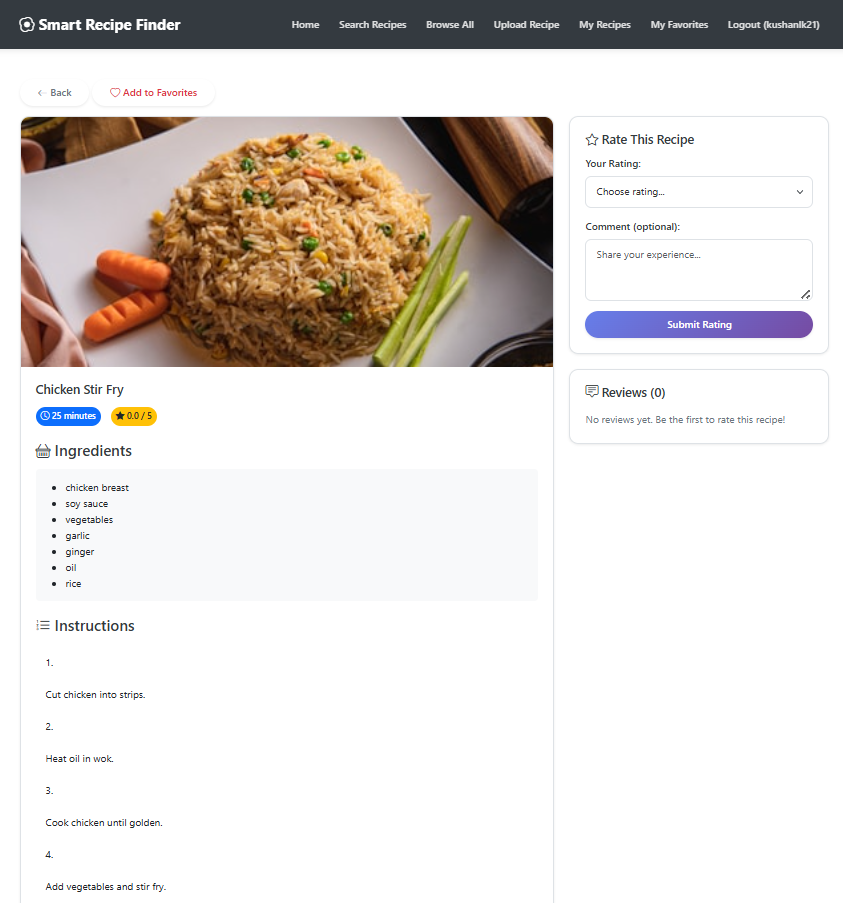 Smart Recipe Finder
Home Search Recipes Browse All Upload Recipe My Recipes My Favorites Logout (kushanlk21)
← Back
Add to Favorites
Chicken Stir Fry
25 minutes
0.0 / 5
Ingredients
• chicken breast
• soy sauce
• vegetables
• garlic
• ginger
• oil
• rice
Instructions
1.
Cut chicken into strips.
2.
Heat oil in wok.
3.
Cook chicken until golden.
4.
Add vegetables and stir fry.
Rate This Recipe
Your Rating:
Choose rating...
Comment (optional):
Share your experience...
Submit Rating
Reviews (0)
No reviews yet. Be the first to rate this recipe!